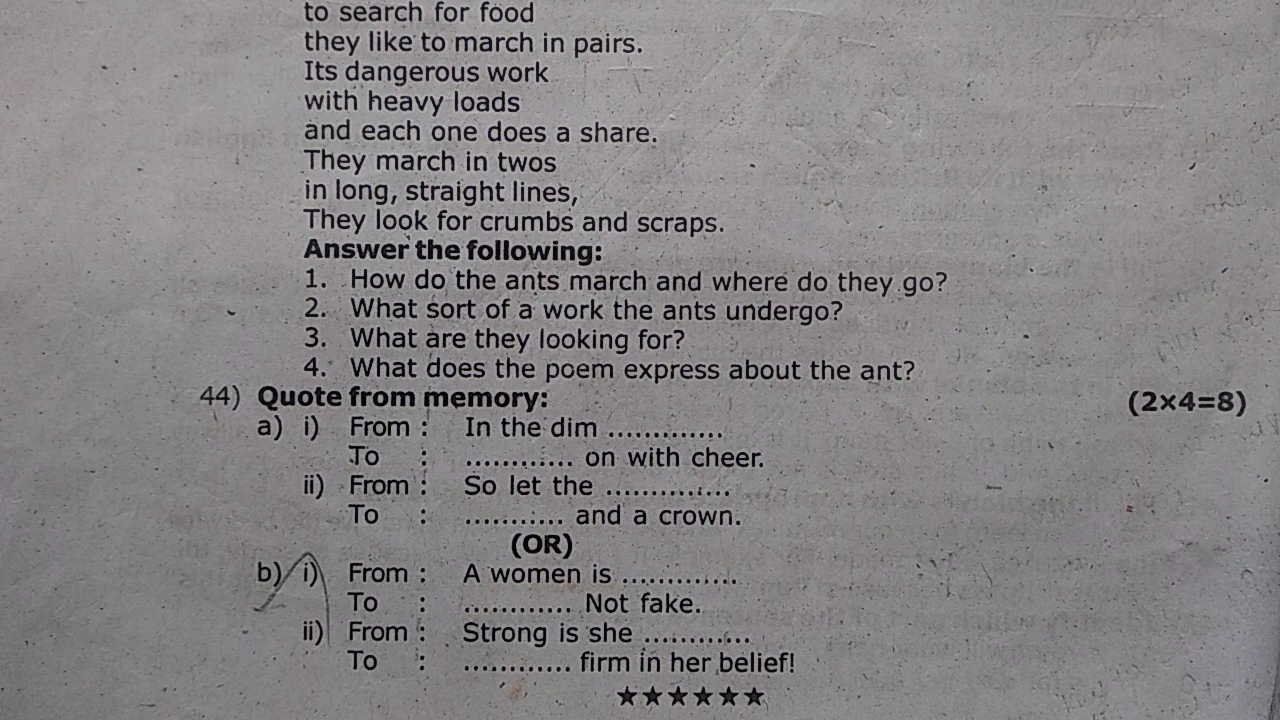 to search for food
they like to march in pairs.
Its dangerous work
with heavy loads
and each one does a share.
They march in twos
in long, straight lines,
They look for crumbs and scraps.
Answer the following:
1. How do the ants march and where do they go?
2. What sort of a work the ants undergo?
3. What are they looking for?
4. What does the poem express about the ant?
44) Quote from memory: (2×4=8)
a) i) From : In the dim .............
To : ............ on with cheer.
ii) From : So let the ..............
To : ........... and a crown.
(OR)
b) i) From : A women is .............
To : ............ Not fake.
ii) From : Strong is she ............
To : ............ firm in her belief!
★★★★★★